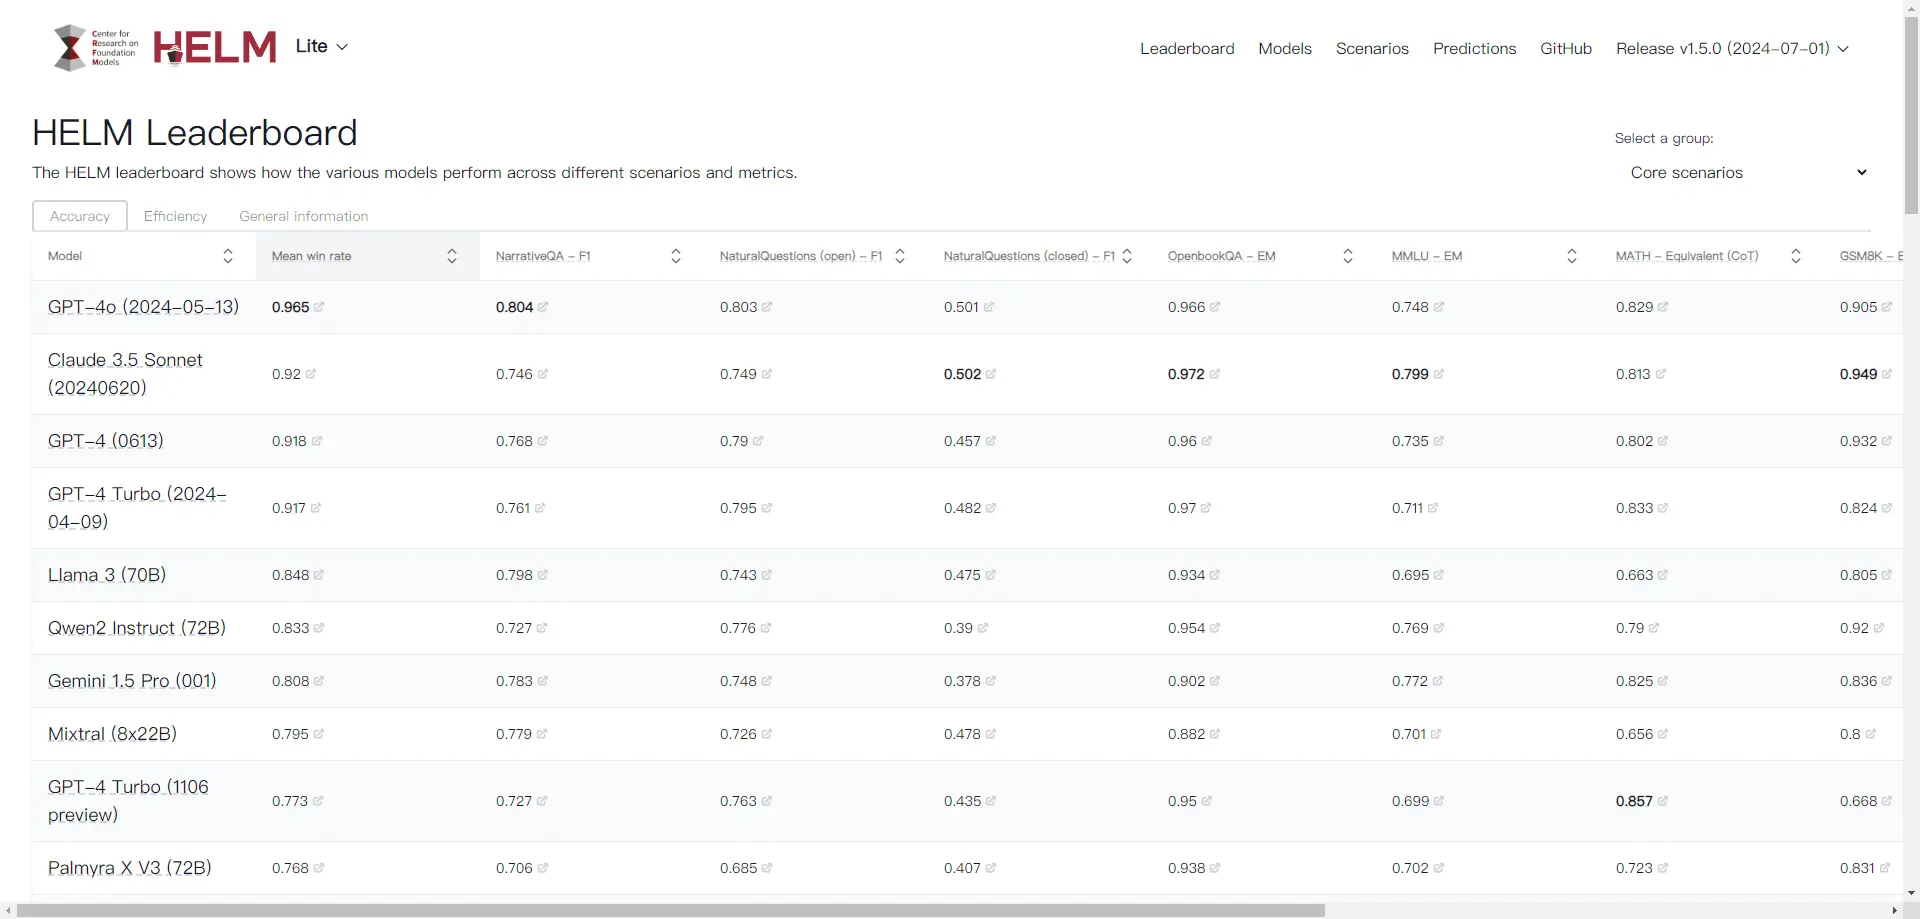 Center for
Research on
Foundation
Models
HELM
Lite
Leaderboard Models Scenarios Predictions GitHub Release v1.5.0 (2024-07-01)
HELM Leaderboard
The HELM leaderboard shows how the various models perform across different scenarios and metrics.
Select a group:
Core scenarios
Accuracy Efficiency General information
Model Mean win rate NarrativeQA - F1 NaturalQuestions (open) - F1 NaturalQuestions (closed) - F1 OpenbookQA - EM MMLU - EM MATH - Equivalent (CoT) GSM8K - E
GPT-4o (2024-05-13) 0.965 0.804 0.803 0.501 0.966 0.748 0.829 0.905
Claude 3.5 Sonnet
(20240620) 0.92 0.746 0.749 0.502 0.972 0.799 0.813 0.949
GPT-4 (0613) 0.918 0.768 0.79 0.457 0.96 0.735 0.802 0.932
GPT-4 Turbo (2024-
04-09) 0.917 0.761 0.795 0.482 0.97 0.711 0.833 0.824
Llama 3 (70B) 0.848 0.798 0.743 0.475 0.934 0.695 0.663 0.805
Qwen2 Instruct (72B) 0.833 0.727 0.776 0.39 0.954 0.769 0.79 0.92
Gemini 1.5 Pro (001) 0.808 0.783 0.748 0.378 0.902 0.772 0.825 0.836
Mixtral (8x22B) 0.795 0.779 0.726 0.478 0.882 0.701 0.656 0.8
GPT-4 Turbo (1106
preview) 0.773 0.727 0.763 0.435 0.95 0.699 0.857 0.668
Palmyra X V3 (72B) 0.768 0.706 0.685 0.407 0.938 0.702 0.723 0.831